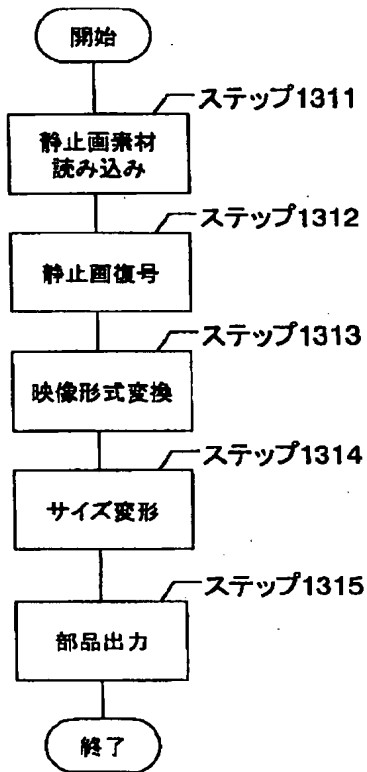 開始
ステップ1311
静止画素材
読み込み
ステップ1312
静止画復号
ステップ1313
映像形式変換
ステップ1314
サイズ変形
ステップ1315
部品出力
終了